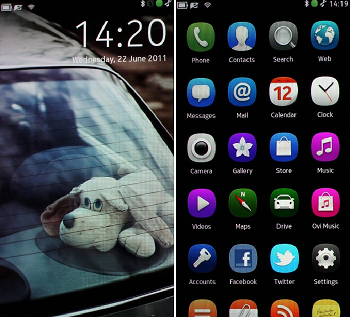 14:20
Wednesday, 22 June 2011
14:19
Phone Contacts Search Web
Messages Mail Calendar Clock
12
Camera Gallery Store Music
Videos Maps Drive Ovi Music
Accounts Facebook Twitter Settings